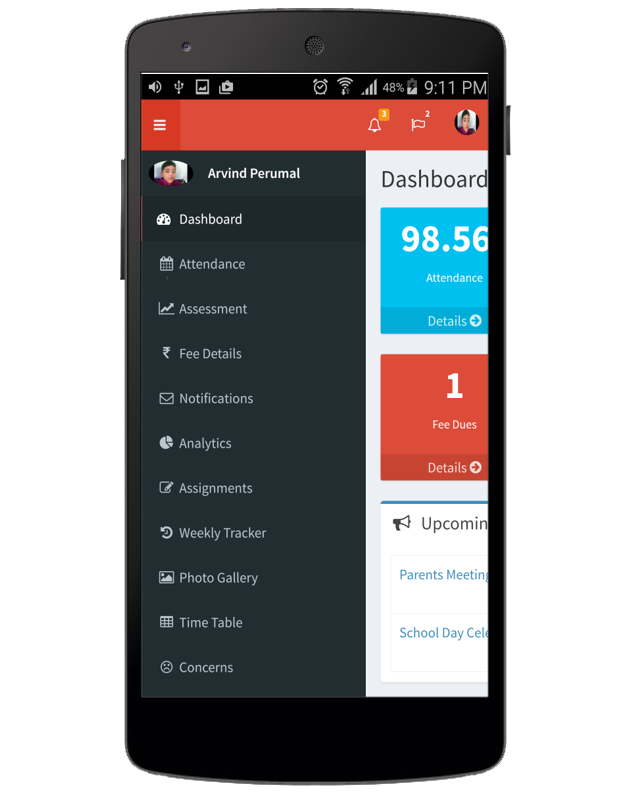 48% 9:11 PM
3
2
Arvind Perumal
Dashboard
Attendance
Assessment
Fee Details
Notifications
Analytics
Assignments
Weekly Tracker
Photo Gallery
Time Table
Concerns
Dashboard
98.56
Attendance
Details
1
Fee Dues
Details
Upcomin
Parents Meeting
School Day Cele